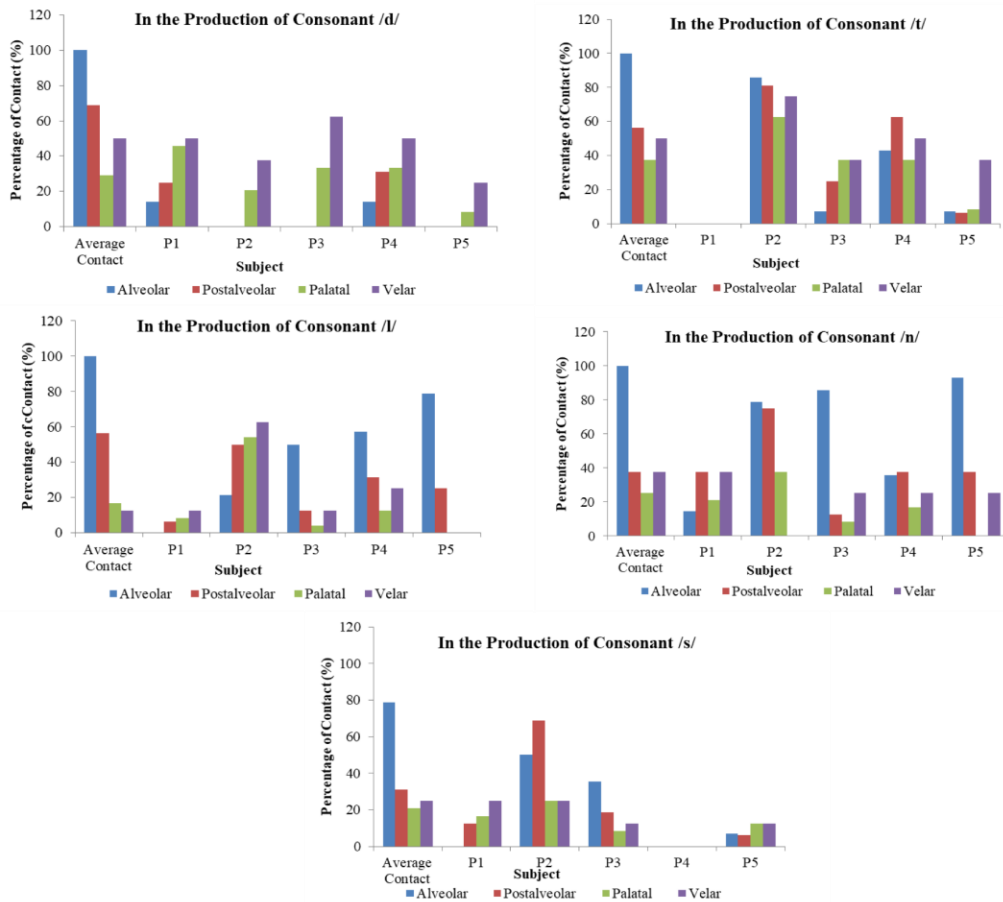 In the Production of Consonant /d/
Percentage of Contact (%)
120
100
80
60
40
20
0
Average Contact
P1
P2
P3
P4
P5
Subject
Alveolar
Postalveolar
Palatal
Velar
In the Production of Consonant /t/
Percentage of Contact (%)
120
100
80
60
40
20
0
Average
Contact
P1
P2
P3
P4
P5
Subject
Alveolar
Postalveolar
Palatal
Velar
In the Production of Consonant /l/
Percentage of cContact (%)
120
100
80
60
40
20
0
Average
Contact
P1
P2
P3
P4
P5
Subject
Alveolar
Postalveolar
Palatal
Velar
In the Production of Consonant /n/
Percentage of Contact (%)
120
100
80
60
40
20
0
Average
Contact
P1
P2
P3
P4
P5
Subject
Alveolar
Postalveolar
Palatal
Velar
In the Production of Consonant /s/
Percentage of Contact (%)
120
100
80
60
40
20
0
Average
Contact
P1
P2
P3
P4
P5
Subject
Alveolar
Postalveolar
Palatal
Velar